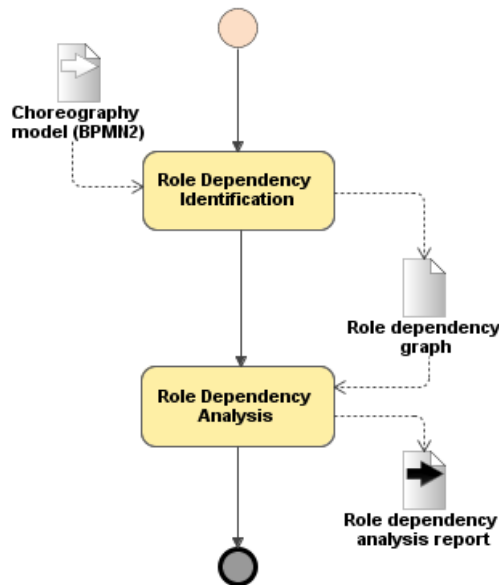 Choreography
model (BPMN2)
Role Dependency
Identification
Role dependency
graph
Role Dependency
Analysis
Role dependency
analysis report